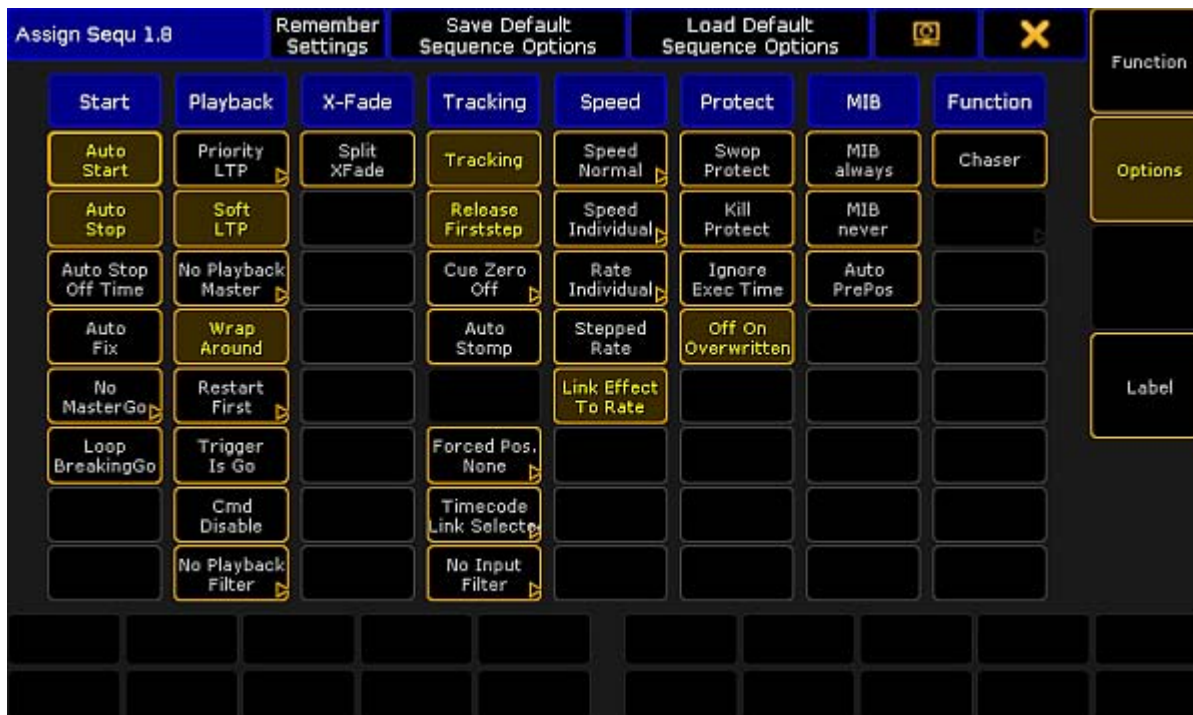 Assign Sequ 1.8
Remember
Settings
Save Default
Sequence Options
Load Default
Sequence Options
Function
Options
Label
Start
Playback
X-Fade
Tracking
Speed
Protect
MIB
Function
Auto
Start
Priority
LTP
Split
XFade
Tracking
Speed
Normal
Swop
Protect
MIB
always
Chaser
Auto
Stop
Soft
LTP
Release
Firststep
Speed
Individual
Kill
Protect
MIB
never
Auto Stop
Off Time
No Playback
Master
Cue Zero
Off
Rate
Individual
Ignore
Exec Time
Auto
PrePos
Auto
Fix
Wrap
Around
Auto
Stomp
Stepped
Rate
Off On
Overwritten
No
MasterGo
Restart
First
Link Effect
To Rate
Loop
BreakingGo
Trigger
Is Go
Forced Pos.
None
Cmd
Disable
Timecode
Link Selecte
No Playback
Filter
No Input
Filter